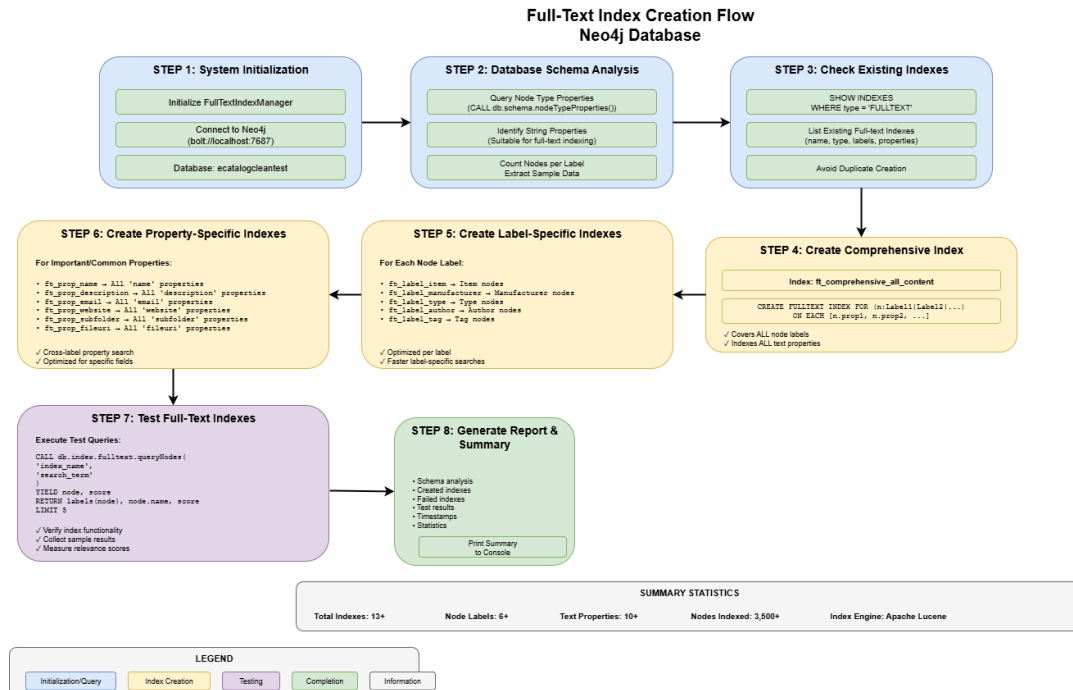 Full-Text Index Creation Flow
Neo4j Database
STEP 1: System Initialization
Initialize FullTextIndexManager
Connect to Neo4j
(bolt://localhost:7687)
Database: ecatalogcleantest
STEP 2: Database Schema Analysis
Query Node Type Properties
(CALL db.schema.nodeTypeProperties())
Identify String Properties
(Suitable for full-text indexing)
Count Nodes per Label
Extract Sample Data
STEP 3: Check Existing Indexes
SHOW INDEXES
WHERE type = 'FULLTEXT'
List Existing Full-text Indexes
(name, type, labels, properties)
Avoid Duplicate Creation
STEP 4: Create Comprehensive Index
Index: ft_comprehensive_all_content
CREATE FULLTEXT INDEX FOR (n:Label1|Label2|...)
ON EACH [n.prop1, n.prop2, ...]
✓ Covers ALL node labels
✓ Indexes ALL text properties
STEP 5: Create Label-Specific Indexes
For Each Node Label:
• ft_label_item → Item nodes
• ft_label_manufacturer → Manufacturer nodes
• ft_label_type → Type nodes
• ft_label_author → Author nodes
• ft_label_tag → Tag nodes
✓ Optimized per label
✓ Faster label-specific searches
STEP 6: Create Property-Specific Indexes
For Important/Common Properties:
• ft_prop_name → All 'name' properties
• ft_prop_description → All 'description' properties
• ft_prop_email → All 'email' properties
• ft_prop_website → All 'website' properties
• ft_prop_subfolder → All 'subfolder' properties
• ft_prop_fileuri → All 'fileuri' properties
✓ Cross-label property search
✓ Optimized for specific fields
STEP 7: Test Full-Text Indexes
Execute Test Queries:
CALL db.index.fulltext.queryNodes(
'index_name',
'search_term'
)
YIELD node, score
RETURN labels(node), node.name, score
LIMIT 5
✓ Verify index functionality
✓ Collect sample results
✓ Measure relevance scores
STEP 8: Generate Report &
Summary
• Schema analysis
• Created indexes
• Failed indexes
• Test results
• Timestamps
• Statistics
Print Summary
to Console
SUMMARY STATISTICS
Total Indexes: 13+
Node Labels: 6+
Text Properties: 10+
Nodes Indexed: 3,500+
Index Engine: Apache Lucene
LEGEND
Initialization/Query
Index Creation
Testing
Completion
Information